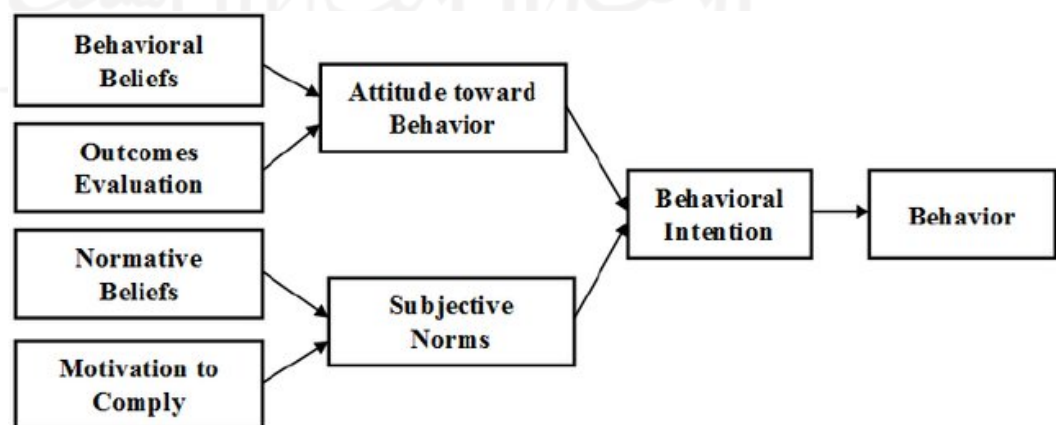 Behavioral
Beliefs
Outcomes
Evaluation
Normative
Beliefs
Motivation to
Comply
Attitude toward
Behavior
Subjective
Norms
Behavioral
Intention
Behavior